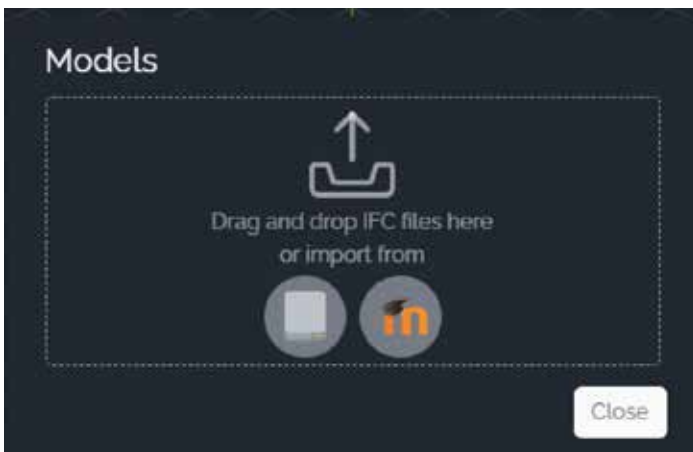 Models
Drag and drop IFC files here
or import from
m
Close